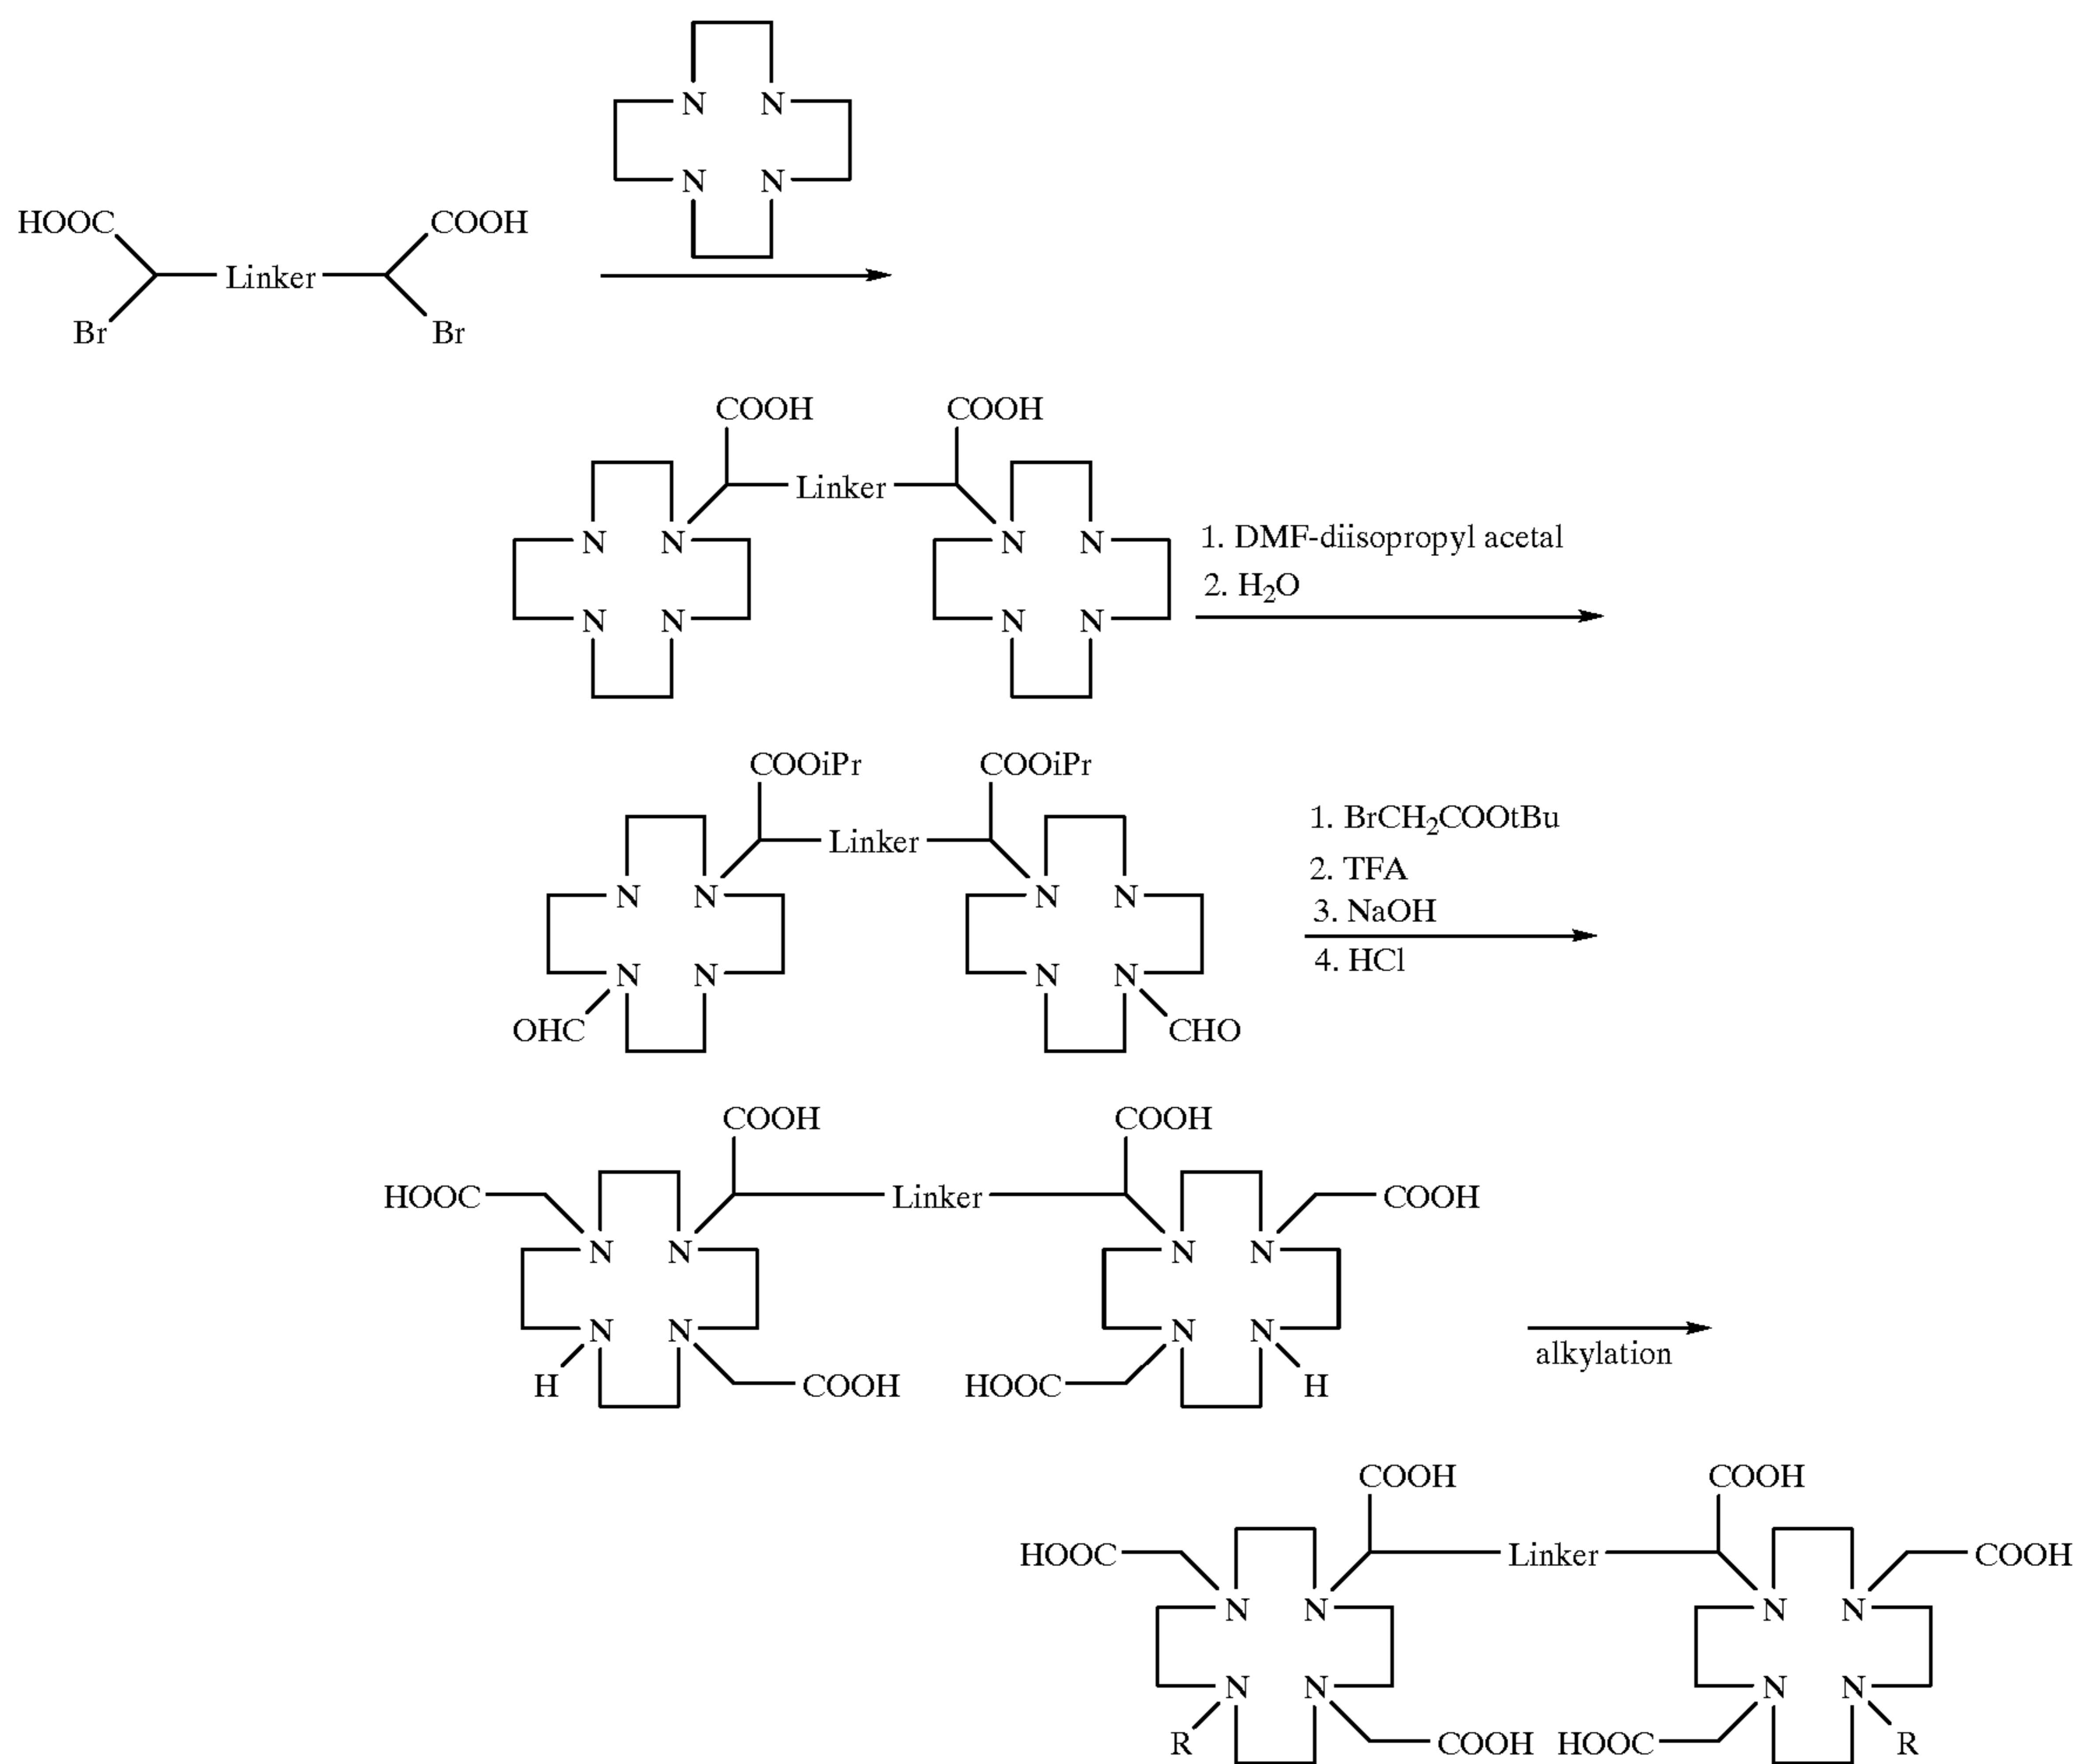 N N
N N
HOOC COOH
Linker
Br Br
COOH COOH
Linker
N N N N
1. DMF-diisopropyl acetal
2. H₂O
N N N N
COOiPr COOiPr
Linker
1. BrCH₂COOtBu
2. TFA
3. NaOH
4. HCl
N N N N
N N N N
OHC CHO
COOH COOH
HOOC Linker COOH
N N N N
N N N N
H COOH HOOC H
alkylation
COOH COOH
HOOC Linker COOH
N N N N
N N N N
R COOH HOOC R